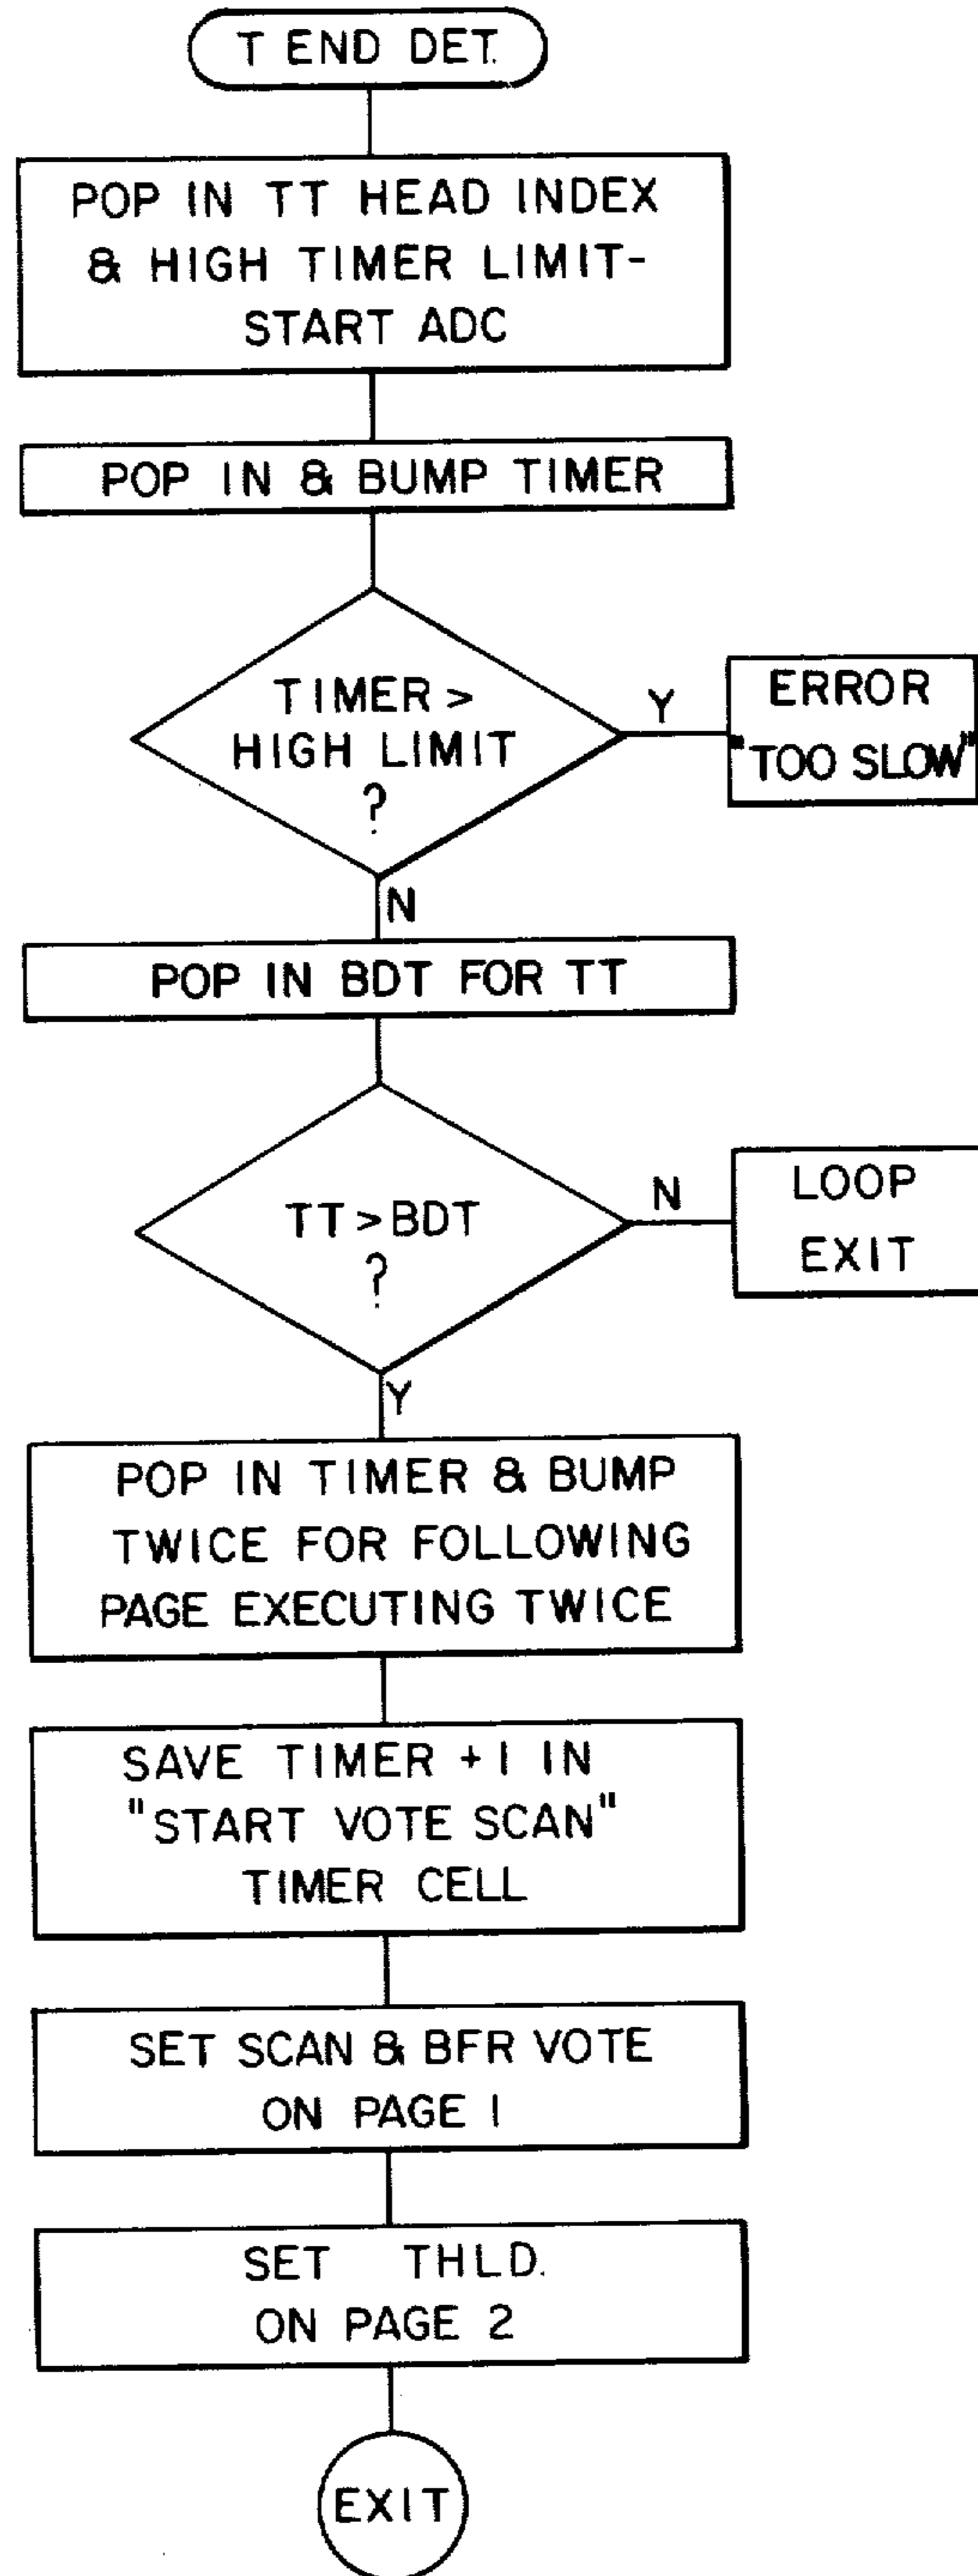 T END DET.
POP IN TT HEAD INDEX
& HIGH TIMER LIMIT-
START ADC
POP IN & BUMP TIMER
TIMER >
HIGH LIMIT
?
Y
ERROR
"TOO SLOW"
N
POP IN BDT FOR TT
TT > BDT
?
N
LOOP
EXIT
Y
POP IN TIMER & BUMP
TWICE FOR FOLLOWING
PAGE EXECUTING TWICE
SAVE TIMER + 1 IN
"START VOTE SCAN"
TIMER CELL
SET SCAN & BFR VOTE
ON PAGE 1
SET THLD.
ON PAGE 2
EXIT